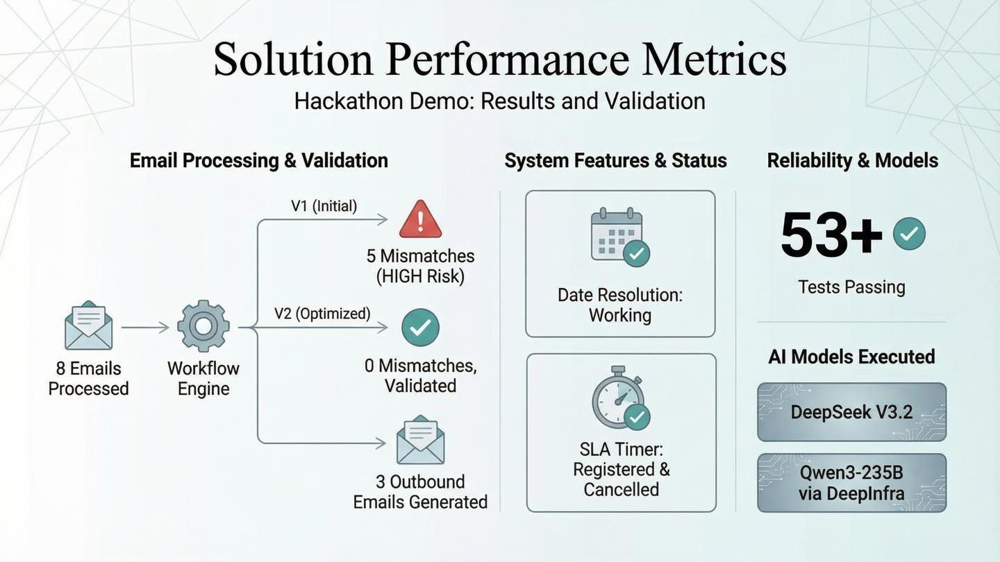 Solution Performance Metrics
Hackathon Demo: Results and Validation
Email Processing & Validation
8 Emails
Processed
Workflow
Engine
V1 (Initial)
5 Mismatches
(HIGH Risk)
V2 (Optimized)
0 Mismatches,
Validated
3 Outbound
Emails Generated
System Features & Status
Date Resolution:
Working
SLA Timer:
Registered &
Cancelled
Reliability & Models
53+
Tests Passing
AI Models Executed
DeepSeek V3.2
Qwen3-235B
via DeepInfra